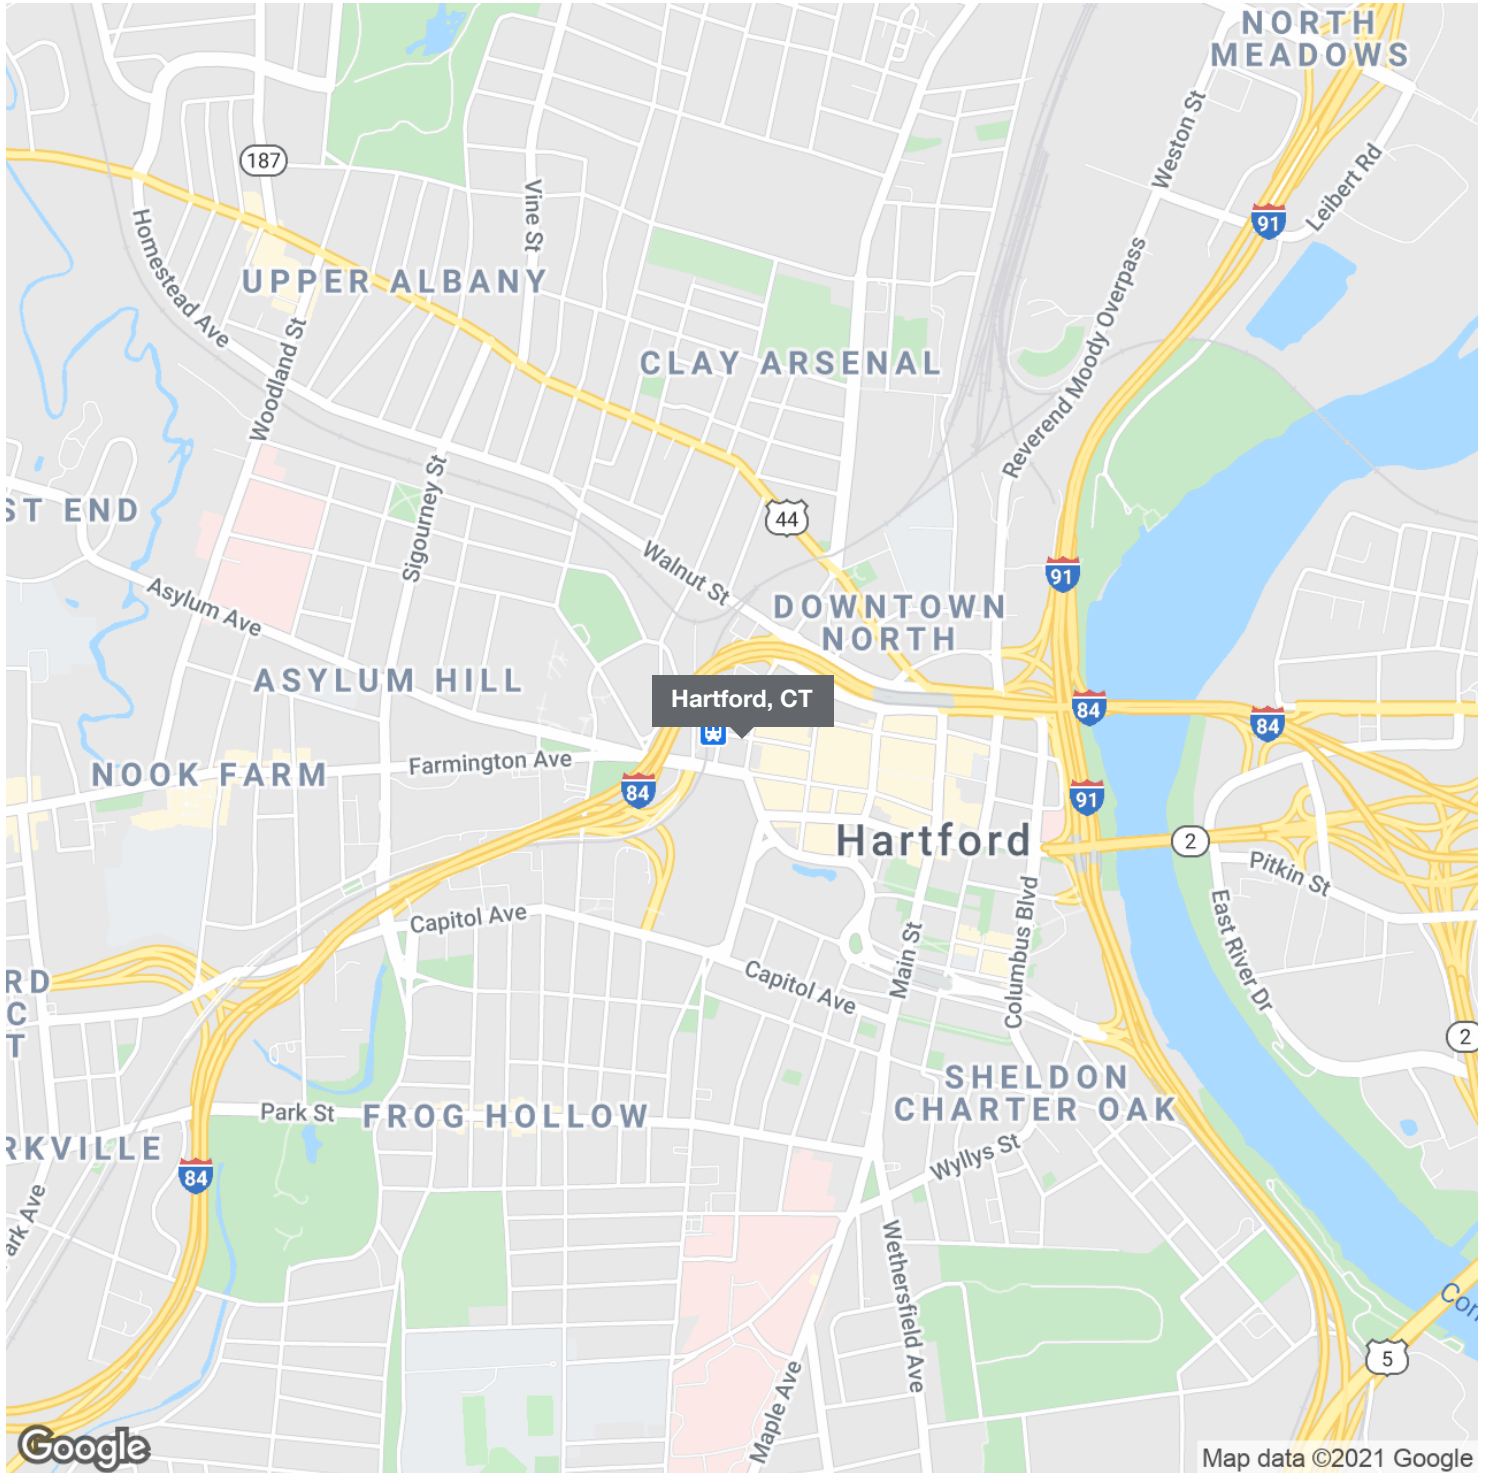 NORTH
MEADOWS
187
Weston St
Leibert Rd
Vine St
91
Homestead Ave
UPPER ALBANY
Reverend Moody Overpass
CLAY ARSENAL
Woodland St
Sigourney St
ST END
44
Walnut St
91
Asylum Ave
DOWNTOWN
NORTH
ASYLUM HILL
Hartford, CT
84
84
NOOK FARM
Farmington Ave
84
91
Hartford
2
Pitkin St
Capitol Ave
Main St
Columbus Blvd
East River Dr
RD
C
T
Capitol Ave
2
SHELDON
CHARTER OAK
Park St
FROG HOLLOW
RKVILLE
Wyllys St
84
ark Ave
Wethersfield Ave
Con
5
Maple Ave
Google
Map data ©2021 Google